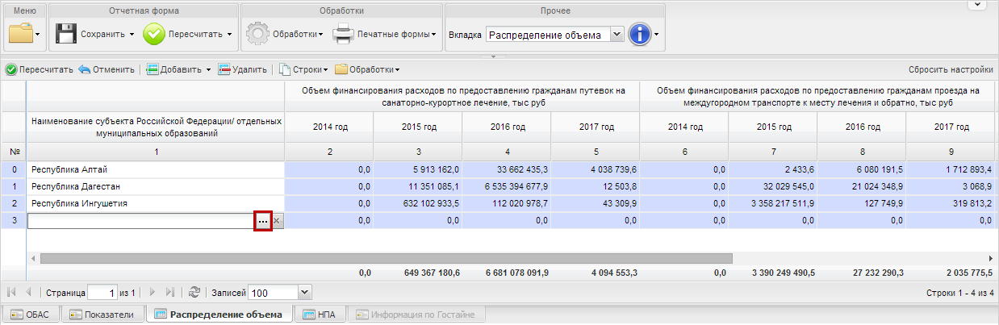 Меню Отчетная форма Обработки Прочее
Сохранить Пересчитать Обработки Печатные формы Вкладка Распределение объема
Пересчитать Отменить Добавить Удалить Строки Обработки Сбросить настройки
Объем финансирования расходов по предоставлению гражданам путевок на
санаторно-курортное лечение, тыс руб
Объем финансирования расходов по предоставлению гражданам проезда на
междугородном транспорте к месту лечения и обратно, тыс руб
Наименование субъекта Российской Федерации/ отдельных
муниципальных образований
2014 год 2015 год 2016 год 2017 год 2014 год 2015 год 2016 год 2017 год
№ 1 2 3 4 5 6 7 8 9
0 Республика Алтай 0,0 5 913 162,0 33 662 435,3 4 038 739,6 0,0 2 433,6 6 080 191,5 1 712 893,4
1 Республика Дагестан 0,0 11 351 085,1 6 535 394 677,9 12 503,8 0,0 32 029 545,0 21 024 348,9 3 068,9
2 Республика Ингушетия 0,0 632 102 933,5 112 020 978,7 43 309,9 0,0 3 358 217 511,9 127 749,9 319 813,2
3 ... 0,0 0,0 0,0 0,0 0,0 0,0 0,0 0,0
0,0 649 367 180,6 6 681 078 091,9 4 094 553,3 0,0 3 390 249 490,5 27 232 290,3 2 035 775,5
Страница 1 из 1 Записей 100 Строки 1 - 4 из 4
ОБАС Показатели Распределение объема НПА Информация по Гостайне